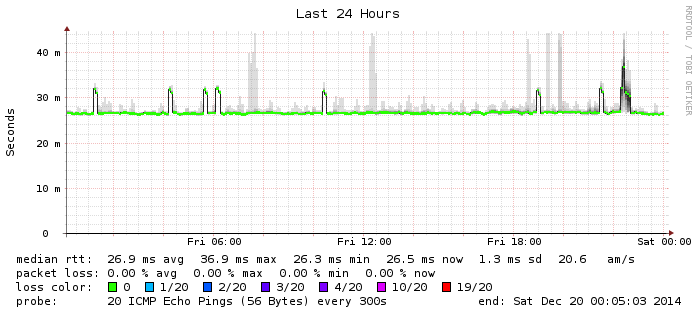 Last 24 Hours
RRDTOOL / TOBI OETIKER
Seconds
40 m
30 m
20 m
10 m
0
Fri 06:00 Fri 12:00 Fri 18:00 Sat 00:00
median rtt: 26.9 ms avg 36.9 ms max 26.3 ms min 26.5 ms now 1.3 ms sd 20.6 am/s
packet loss: 0.00 % avg 0.00 % max 0.00 % min 0.00 % now
loss color: 0 1/20 2/20 3/20 4/20 10/20 19/20
probe: 20 ICMP Echo Pings (56 Bytes) every 300s end: Sat Dec 20 00:05:03 2014